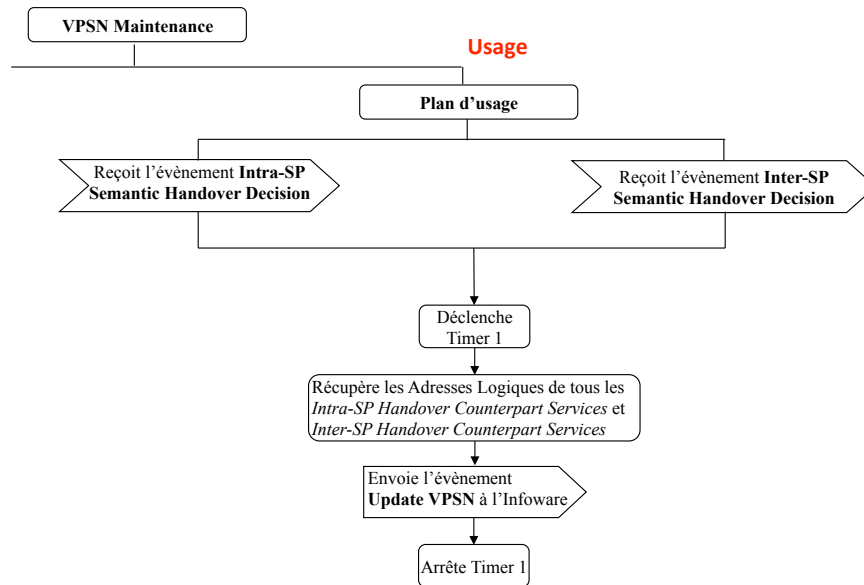 VPSN Maintenance
Usage
Plan d’usage
Reçoit l’évènement Intra-SP
Semantic Handover Decision
Reçoit l’évènement Inter-SP
Semantic Handover Decision
Déclenche
Timer 1
Récupère les Adresses Logiques de tous les
Intra-SP Handover Counterpart Services et
Inter-SP Handover Counterpart Services
Envoie l’évènement
Update VPSN à l’Infoware
Arrête Timer 1